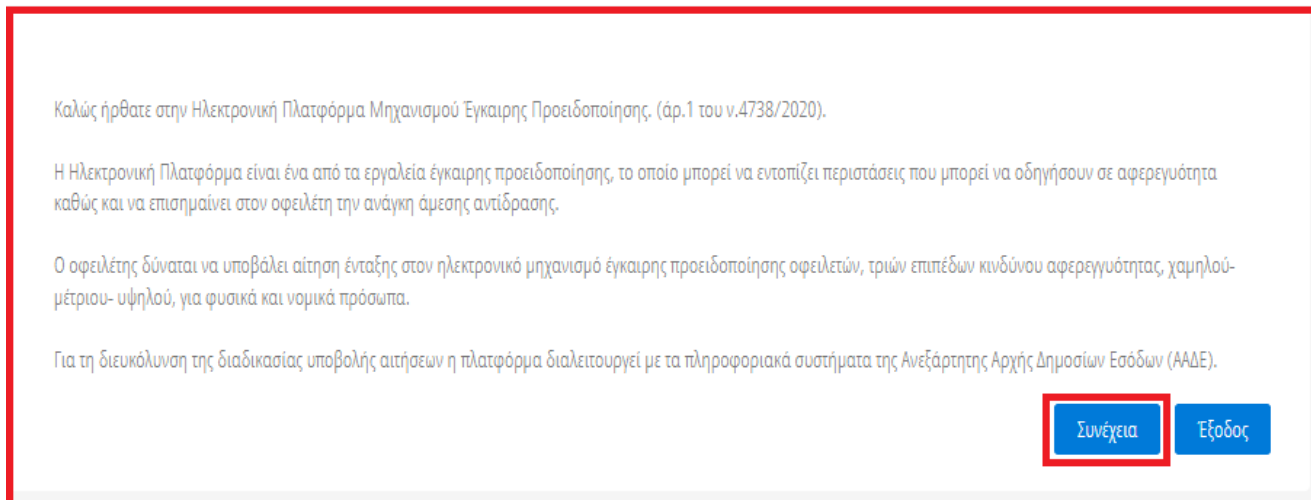 Καλώς ήρθατε στην Ηλεκτρονική Πλατφόρμα Μηχανισμού Έγκαιρης Προειδοποίησης. (άρ.1 του ν.4738/2020).
Η Ηλεκτρονική Πλατφόρμα είναι ένα από τα εργαλεία έγκαιρης προειδοποίησης, το οποίο μπορεί να εντοπίζει περιστάσεις που μπορεί να οδηγήσουν σε αφερεγυότητα
καθώς και να επισημαίνει στον οφειλέτη την ανάγκη άμεσης αντίδρασης.
Ο οφειλέτης δύναται να υποβάλει αίτηση ένταξης στον ηλεκτρονικό μηχανισμό έγκαιρης προειδοποίησης οφειλετών, τριών επιπέδων κινδύνου αφερεγγυότητας, χαμηλού-
μέτριου- υψηλού, για φυσικά και νομικά πρόσωπα.
Για τη διευκόλυνση της διαδικασίας υποβολής αιτήσεων η πλατφόρμα διαλειτουργεί με τα πληροφοριακά συστήματα της Ανεξάρτητης Αρχής Δημοσίων Εσόδων (ΑΑΔΕ).
Συνέχεια Έξοδος